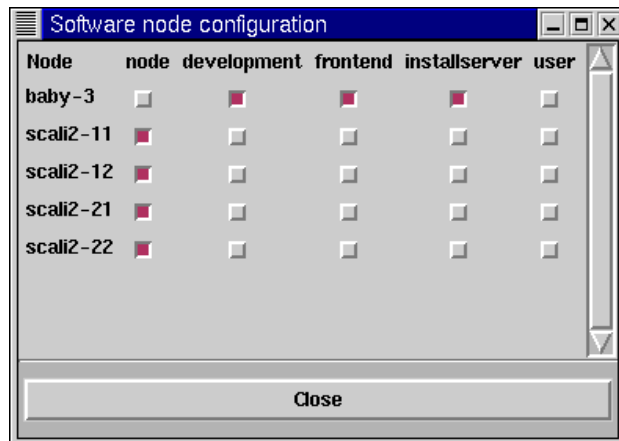 Software node configuration
Node node development frontend installserver user
baby-3
scali2-11
scali2-12
scali2-21
scali2-22
Close